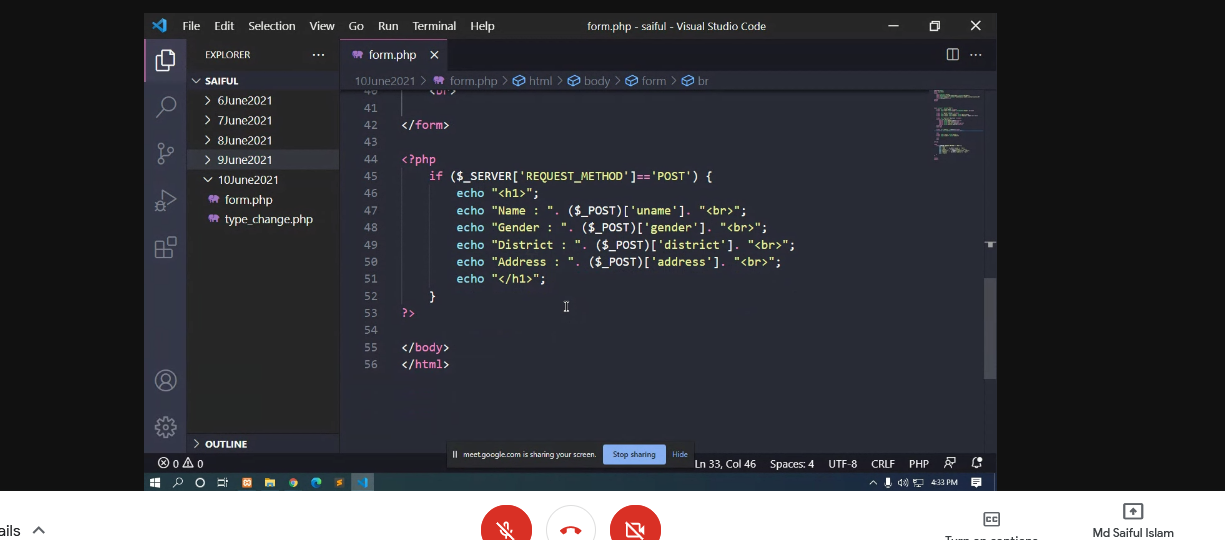 File Edit Selection View Go Run Terminal Help form.php - saiful - Visual Studio Code
EXPLORER
form.php
SAIFUL
10June2021 > form.php > html > body > form > br
6June2021
7June2021
8June2021
9June2021
10June2021
form.php
type_change.php
OUTLINE
40 <br>
41
42 </form>
43
44 <?php
45 if ($_SERVER['REQUEST_METHOD']=='POST') {
46 echo "<h1>";
47 echo "Name : ". ($_POST)['uname']. "<br>";
48 echo "Gender : ". ($_POST)['gender']. "<br>";
49 echo "District : ". ($_POST)['district']. "<br>";
50 echo "Address : ". ($_POST)['address']. "<br>";
51 echo "</h1>";
52 }
53 ?>
54
55 </body>
56 </html>
meet.google.com is sharing your screen. Stop sharing Hide
0 0 Ln 33, Col 46 Spaces: 4 UTF-8 CRLF PHP
4:33 PM
ails
Turn on captions
Md Saiful Islam